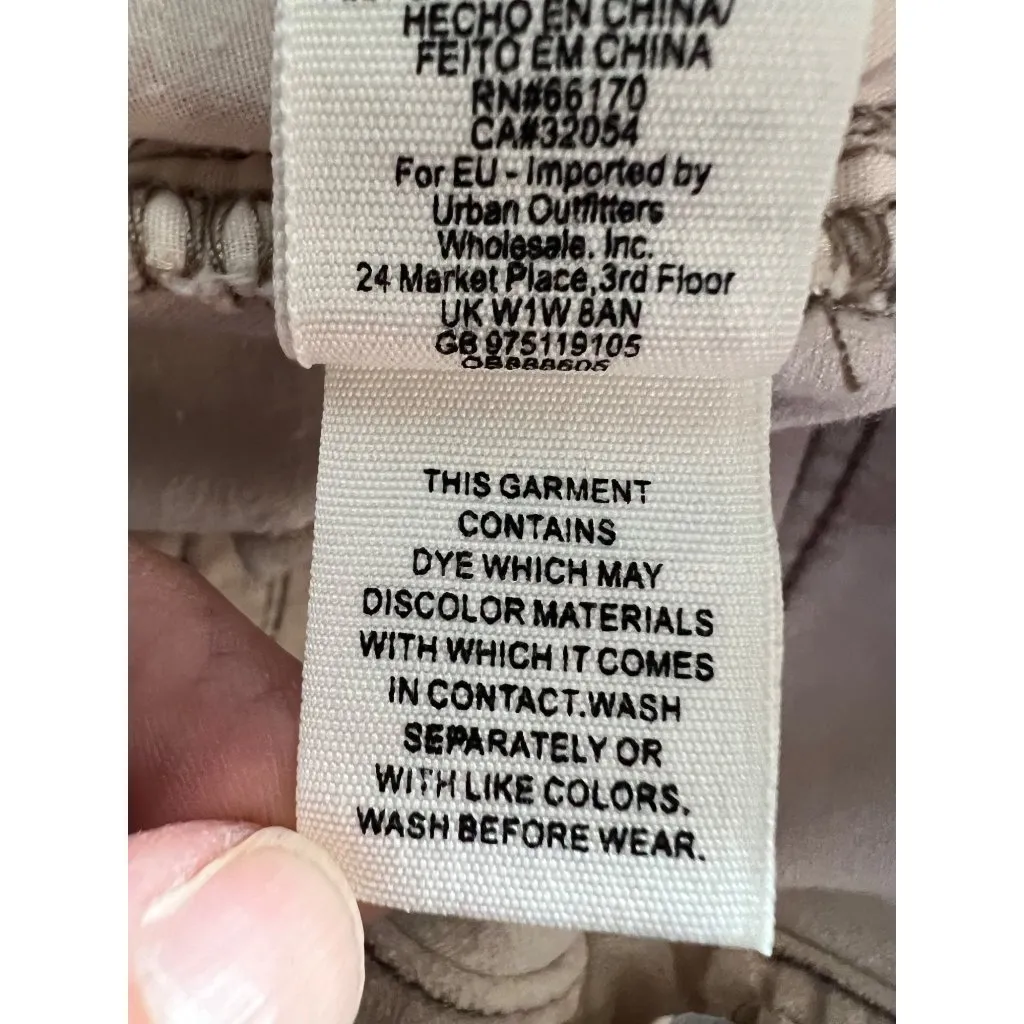 HECHO EN CHINA/
FEITO EM CHINA
RN#66170
CA#32054
For EU - Imported by
Urban Outfitters
Wholesale. Inc.
24 Market Place,3rd Floor
UK W1W 8AN
GB 975119105
THIS GARMENT
CONTAINS
DYE WHICH MAY
DISCOLOR MATERIALS
WITH WHICH IT COMES
IN CONTACT.WASH
SEPARATELY OR
WITH LIKE COLORS.
WASH BEFORE WEAR.